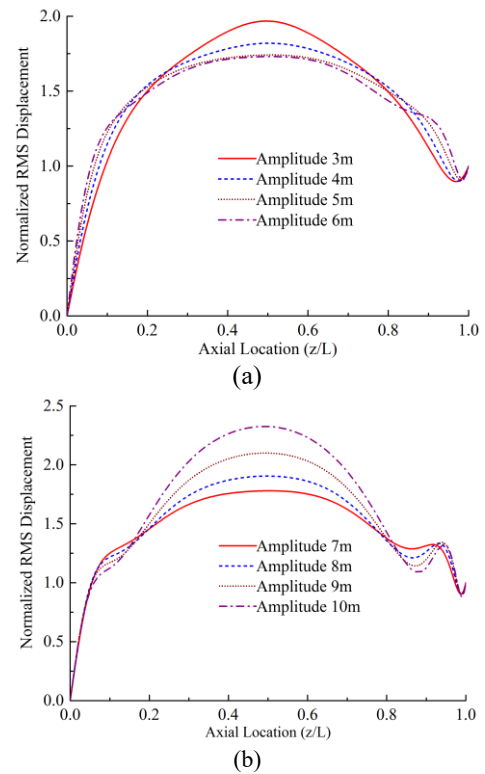 2.0
1.5
1.0
0.5
0.0
Normalized RMS Displacement
Amplitude 3m
Amplitude 4m
Amplitude 5m
Amplitude 6m
0.0 0.2 0.4 0.6 0.8 1.0
Axial Location (z/L)
(a)
2.5
2.0
1.5
1.0
0.5
0.0
Normalized RMS Displacement
Amplitude 7m
Amplitude 8m
Amplitude 9m
Amplitude 10m
0.0 0.2 0.4 0.6 0.8 1.0
Axial Location (z/L)
(b)